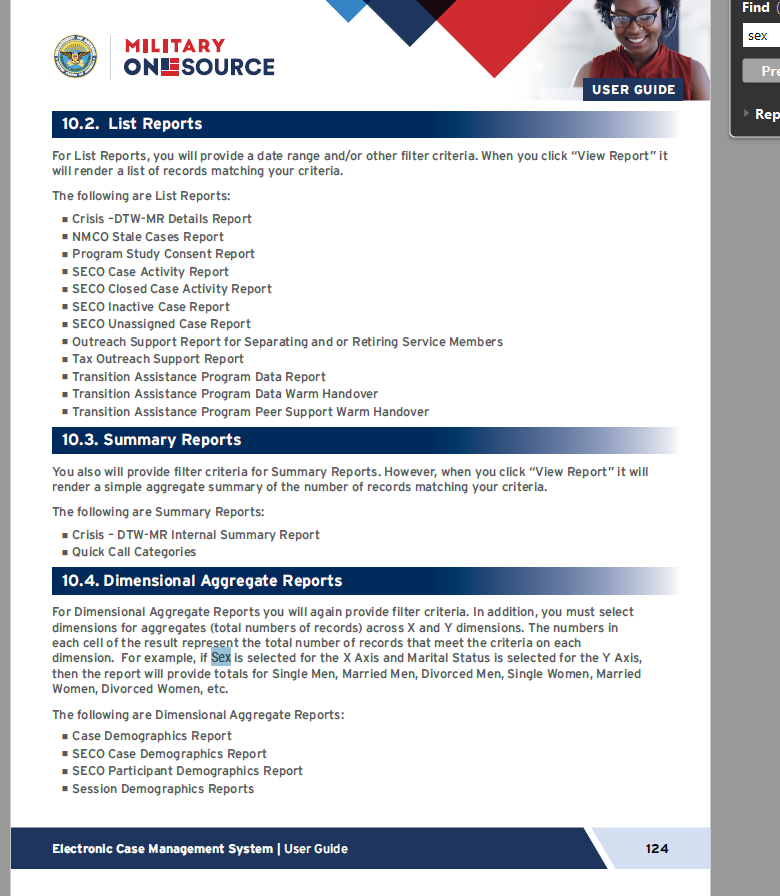 MILITARY
ONESOURCE
USER GUIDE
Find
sex
Pre
Rep
10.2. List Reports
For List Reports, you will provide a date range and/or other filter criteria. When you click “View Report” it
will render a list of records matching your criteria.
The following are List Reports:
▪ Crisis –DTW-MR Details Report
▪ NMCO Stale Cases Report
▪ Program Study Consent Report
▪ SECO Case Activity Report
▪ SECO Closed Case Activity Report
▪ SECO Inactive Case Report
▪ SECO Unassigned Case Report
▪ Outreach Support Report for Separating and or Retiring Service Members
▪ Tax Outreach Support Report
▪ Transition Assistance Program Data Report
▪ Transition Assistance Program Data Warm Handover
▪ Transition Assistance Program Peer Support Warm Handover
10.3. Summary Reports
You also will provide filter criteria for Summary Reports. However, when you click “View Report” it will
render a simple aggregate summary of the number of records matching your criteria.
The following are Summary Reports:
▪ Crisis – DTW-MR Internal Summary Report
▪ Quick Call Categories
10.4. Dimensional Aggregate Reports
For Dimensional Aggregate Reports you will again provide filter criteria. In addition, you must select
dimensions for aggregates (total numbers of records) across X and Y dimensions. The numbers in
each cell of the result represent the total number of records that meet the criteria on each
dimension. For example, if Sex is selected for the X Axis and Marital Status is selected for the Y Axis,
then the report will provide totals for Single Men, Married Men, Divorced Men, Single Women, Married
Women, Divorced Women, etc.
The following are Dimensional Aggregate Reports:
▪ Case Demographics Report
▪ SECO Case Demographics Report
▪ SECO Participant Demographics Report
▪ Session Demographics Reports
Electronic Case Management System | User Guide
124